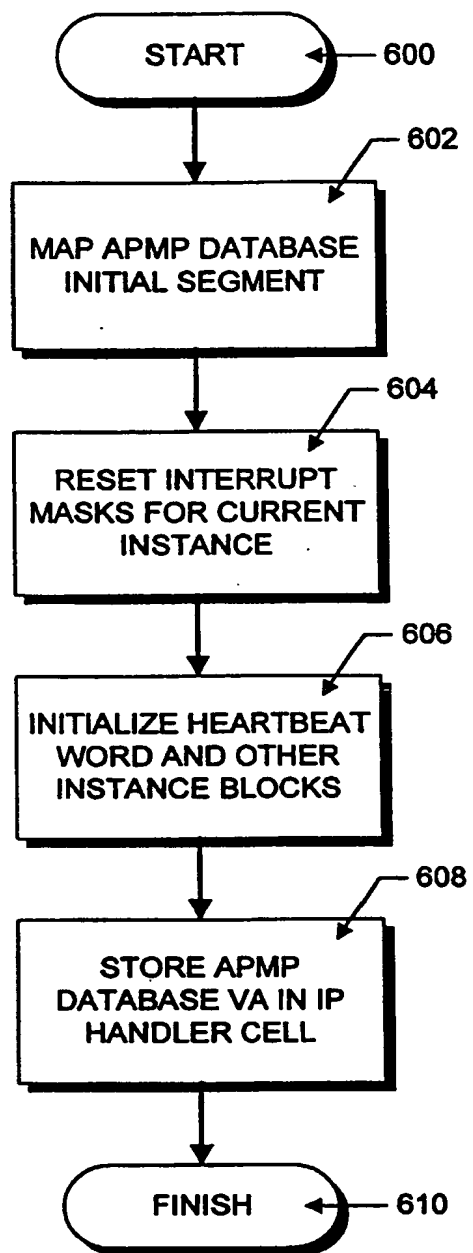 START
600
602
MAP APMP DATABASE
INITIAL SEGMENT
604
RESET INTERRUPT
MASKS FOR CURRENT
INSTANCE
606
INITIALIZE HEARTBEAT
WORD AND OTHER
INSTANCE BLOCKS
608
STORE APMP
DATABASE VA IN IP
HANDLER CELL
FINISH
610